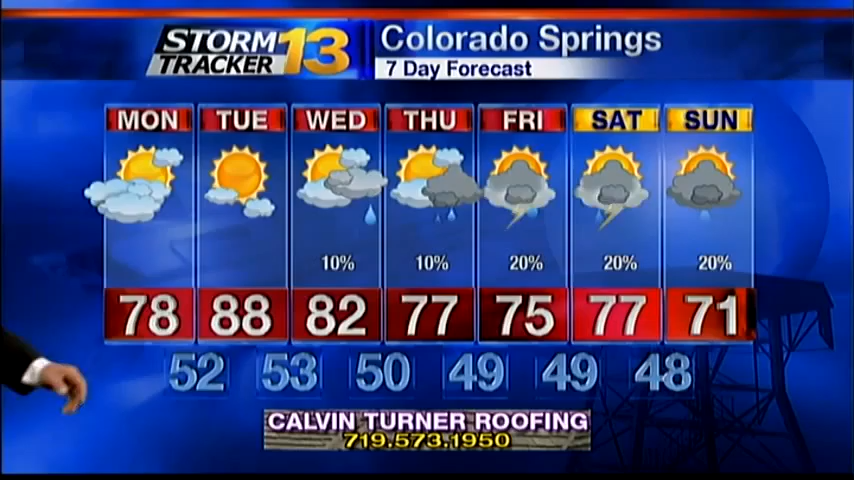 STORM TRACKER 13
Colorado Springs
7 Day Forecast
MON TUE WED THU FRI SAT SUN
10% 10% 20% 20% 20%
78 88 82 77 75 77 71
52 53 50 49 49 48
CALVIN TURNER ROOFING
719.573.1950